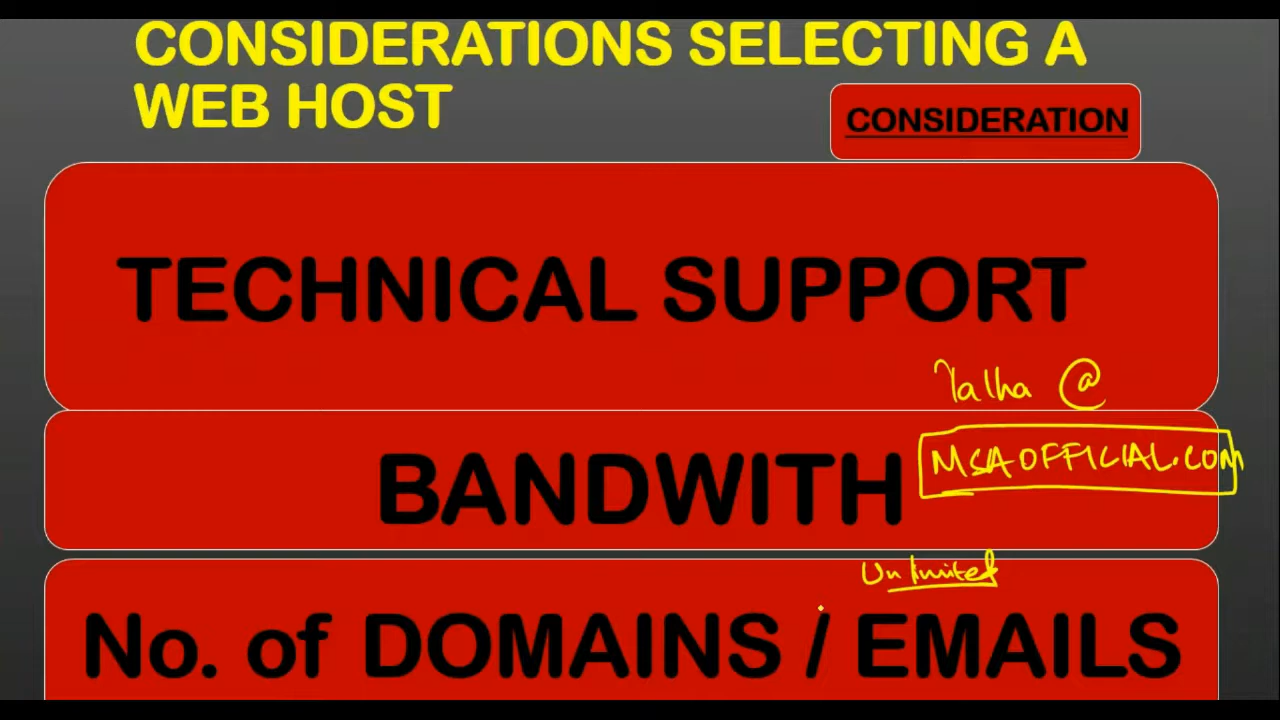 CONSIDERATIONS SELECTING A
WEB HOST
CONSIDERATION
TECHNICAL SUPPORT
Talha @
MSAOFFICIAL.COM
BANDWITH
Unlimited
No. of DOMAINS / EMAILS